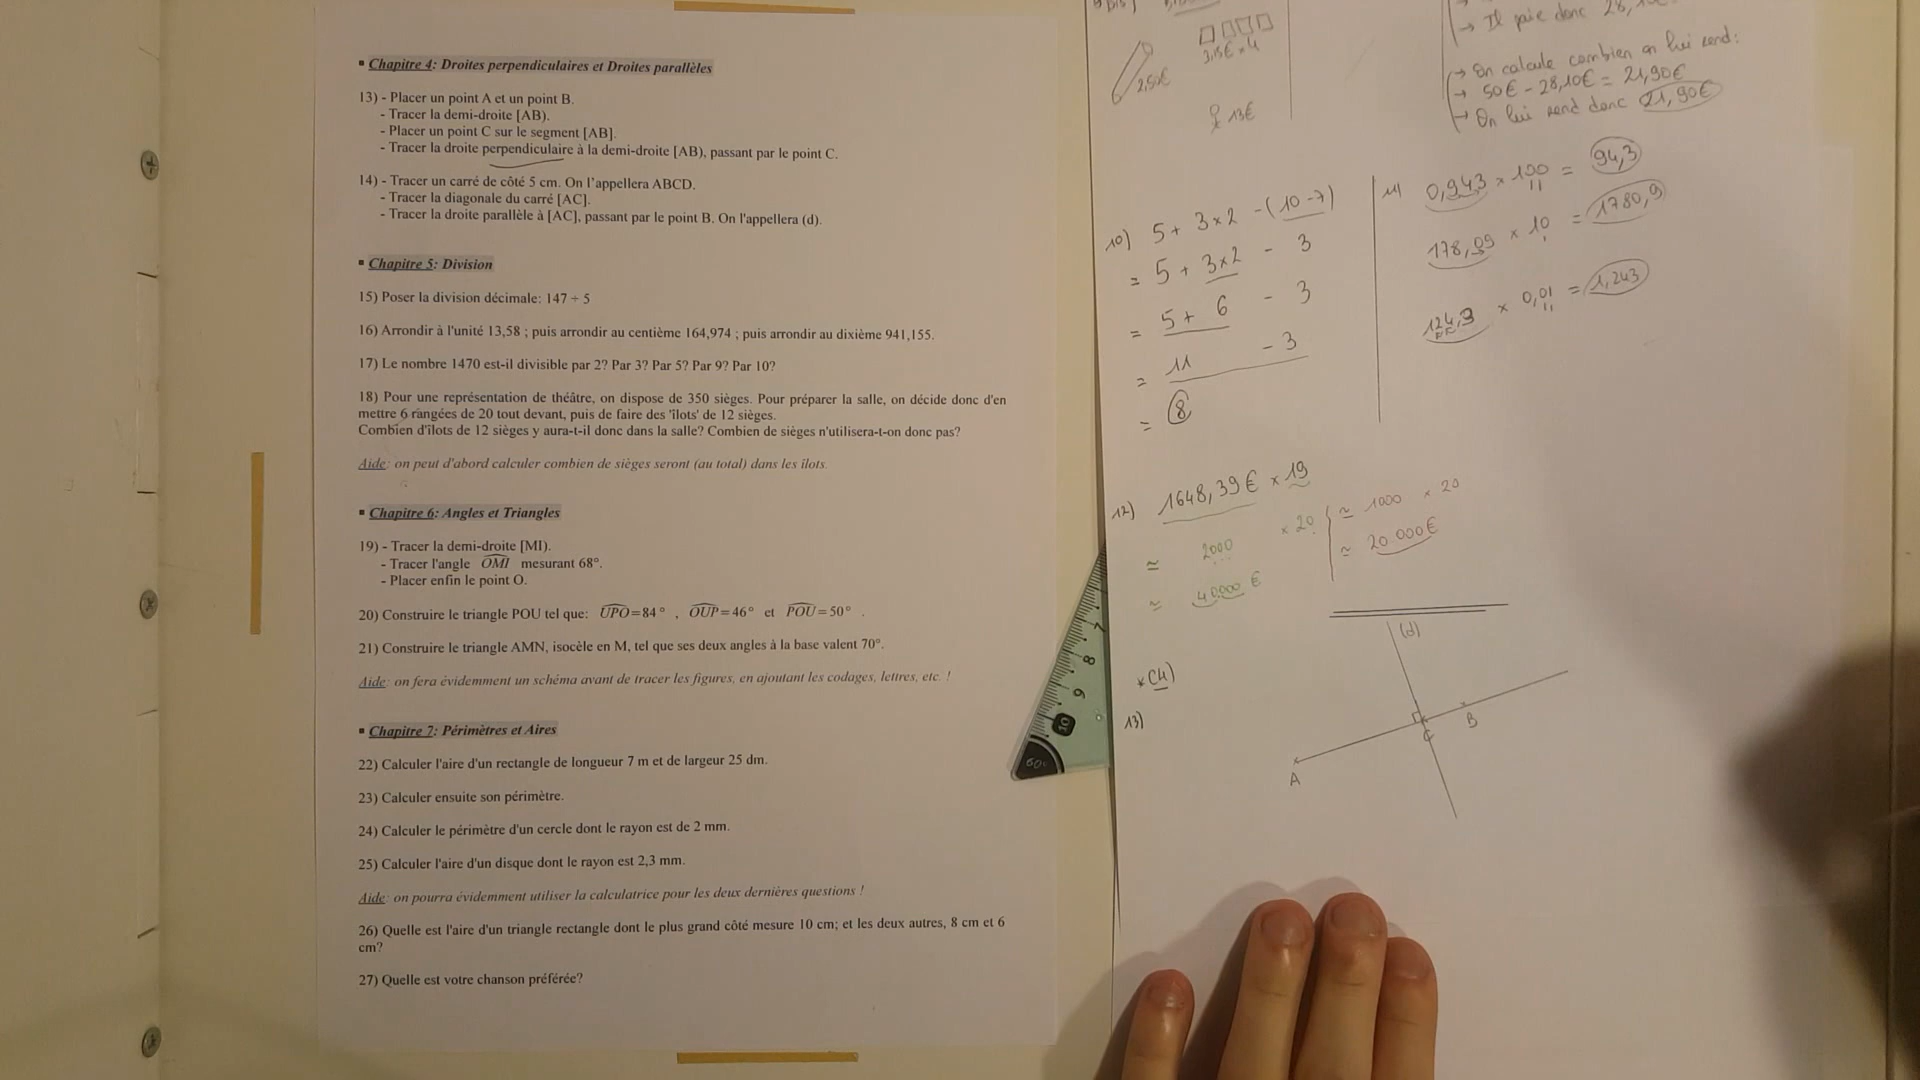 ▪ Chapitre 4: Droites perpendiculaires et Droites parallèles
13) - Placer un point A et un point B.
- Tracer la demi-droite [AB).
- Placer un point C sur le segment [AB].
- Tracer la droite perpendiculaire à la demi-droite [AB), passant par le point C.
14) - Tracer un carré de côté 5 cm. On l'appellera ABCD.
- Tracer la diagonale du carré [AC].
- Tracer la droite parallèle à [AC], passant par le point B. On l'appellera (d).
▪ Chapitre 5: Division
15) Poser la division décimale: 147 ÷ 5
16) Arrondir à l'unité 13,58 ; puis arrondir au centième 164,974 ; puis arrondir au dixième 941,155.
17) Le nombre 1470 est-il divisible par 2? Par 3? Par 5? Par 9? Par 10?
18) Pour une représentation de théâtre, on dispose de 350 sièges. Pour préparer la salle, on décide donc d'en
mettre 6 rangées de 20 tout devant, puis de faire des 'îlots' de 12 sièges.
Combien d'îlots de 12 sièges y aura-t-il donc dans la salle? Combien de sièges n'utilisera-t-on donc pas?
Aide: on peut d'abord calculer combien de sièges seront (au total) dans les îlots.
▪ Chapitre 6: Angles et Triangles
19) - Tracer la demi-droite [MI).
- Tracer l'angle OMI mesurant 68°.
- Placer enfin le point O.
20) Construire le triangle POU tel que: UPO=84° , OUP=46° et POU=50° .
21) Construire le triangle AMN, isocèle en M, tel que ses deux angles à la base valent 70°.
Aide: on fera évidemment un schéma avant de tracer les figures, en ajoutant les codages, lettres, etc. !
▪ Chapitre 7: Périmètres et Aires
22) Calculer l'aire d'un rectangle de longueur 7 m et de largeur 25 dm.
23) Calculer ensuite son périmètre.
24) Calculer le périmètre d'un cercle dont le rayon est de 2 mm.
25) Calculer l'aire d'un disque dont le rayon est 2,3 mm.
Aide: on pourra évidemment utiliser la calculatrice pour les deux dernières questions !
26) Quelle est l'aire d'un triangle rectangle dont le plus grand côté mesure 10 cm; et les deux autres, 8 cm et 6
cm?
27) Quelle est votre chanson préférée?
2,50€
3,15€ × 4
13€
→ Il paie donc
→ On calcule combien on lui rend:
→ 50€ - 28,10€ = 21,90€
→ On lui rend donc 21,90€
10) 5 + 3×2 - (10-7)
= 5 + 3×2 - 3
= 5 + 6 - 3
= 11 - 3
= 8
11) 0,943 × 100 = 94,3
178,09 × 10 = 1780,9
124,3 × 0,01 = 1,243
12) 1648,39€ × 19
≈ 2000 × 20
≈ 40000 €
≈ 1000 × 20
≈ 20 000€
*(4)
13)
(d)
A
C
B
7
8
9
10
60°